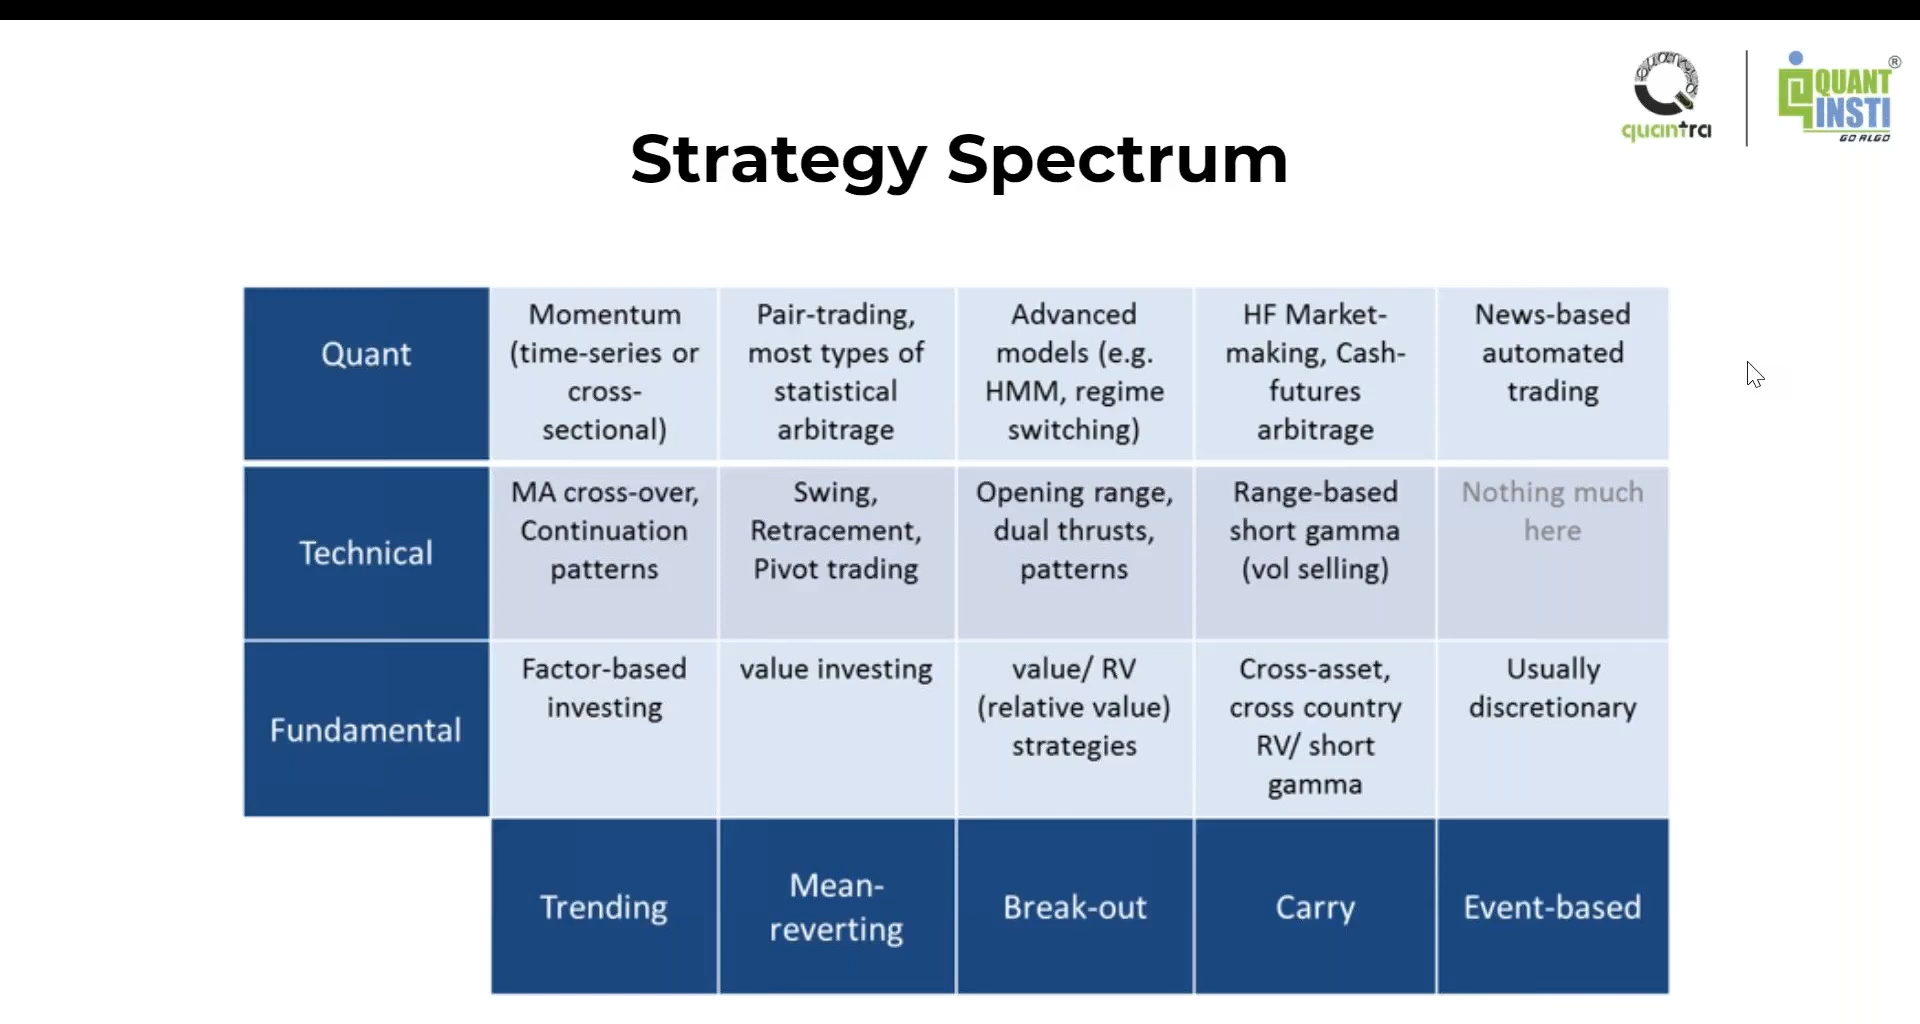 quantra
QUANT
INSTI
®
GO ALGO
Strategy Spectrum
Quant
Momentum
(time-series or
cross-
sectional)
Pair-trading,
most types of
statistical
arbitrage
Advanced
models (e.g.
HMM, regime
switching)
HF Market-
making, Cash-
futures
arbitrage
News-based
automated
trading
Technical
MA cross-over,
Continuation
patterns
Swing,
Retracement,
Pivot trading
Opening range,
dual thrusts,
patterns
Range-based
short gamma
(vol selling)
Nothing much
here
Fundamental
Factor-based
investing
value investing
value/ RV
(relative value)
strategies
Cross-asset,
cross country
RV/ short
gamma
Usually
discretionary
Trending
Mean-
reverting
Break-out
Carry
Event-based